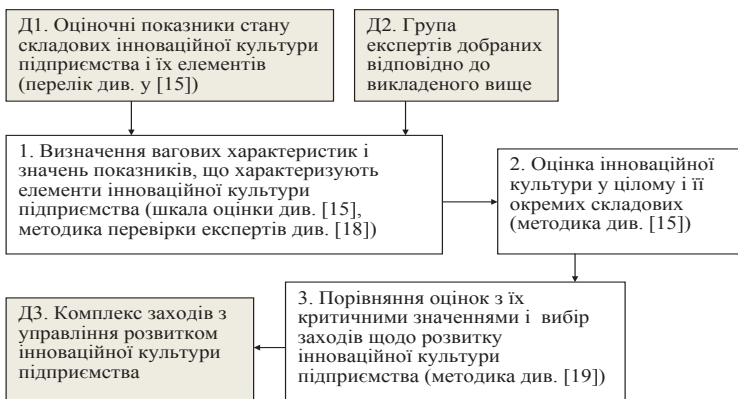 Д1. Оціночні показники стану
складових інноваційної культури
підприємства і їх елементів
(перелік див. у [15])
Д2. Група
експертів добраних
відповідно до
викладеного вище
1. Визначення вагових характеристик і
значень показників, що характеризують
елементи інноваційної культури
підприємства (шкала оцінки див. [15],
методика перевірки експертів див. [18])
2. Оцінка інноваційної
культури у цілому і її
окремих складових
(методика див. [15])
3. Порівняння оцінок з їх
критичними значеннями і вибір
заходів щодо розвитку
інноваційної культури
підприємства (методика див. [19])
Д3. Комплекс заходів з
управління розвитком
інноваційної культури
підприємства